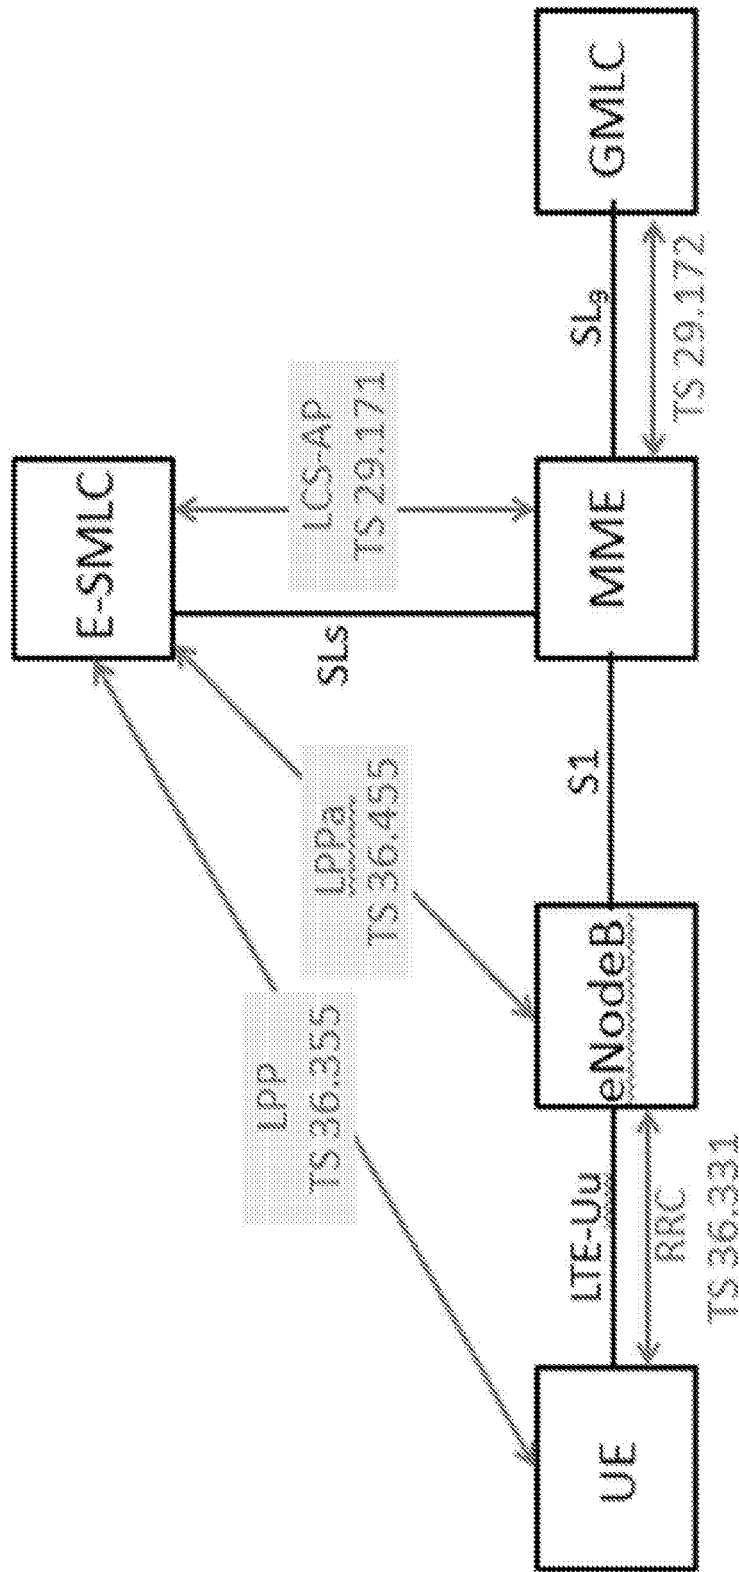 E-SMLC
LCS-AP
TS 29.171
SLs
LPPa
TS 36.455
LPP
TS 36.355
UE
LTE-Uu
RRC
TS 36.331
eNodeB
S1
MME
SLg
TS 29.172
GMLC